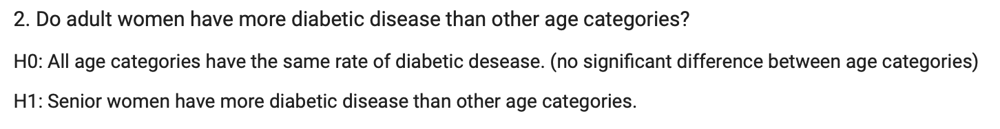 2. Do adult women have more diabetic disease than other age categories?
H0: All age categories have the same rate of diabetic desease. (no significant difference between age categories)
H1: Senior women have more diabetic disease than other age categories.